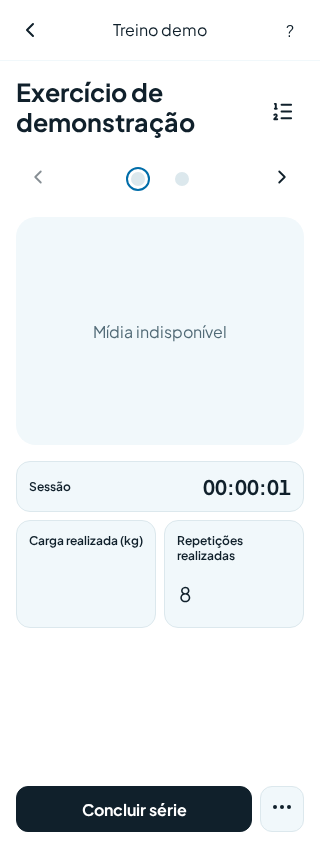 Treino demo
?
Exercício de
demonstração
Mídia indisponível
Sessão
00:00:01
Carga realizada (kg)
Repetições
realizadas
8
Concluir série